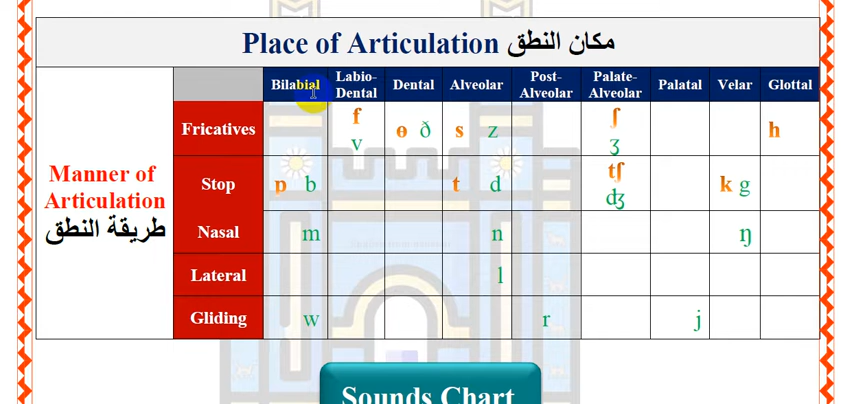 Place of Articulation مكان النطق
Bilabial Labio-Dental Dental Alveolar Post-Alveolar Palate-Alveolar Palatal Velar Glottal
Manner of Articulation طريقة النطق
Fricatives f v ɵ ð s z ʃ ʒ h
Stop p b t d tʃ dʒ k g
Nasal m n ŋ
Lateral l
Gliding w r j
Sounds Chart